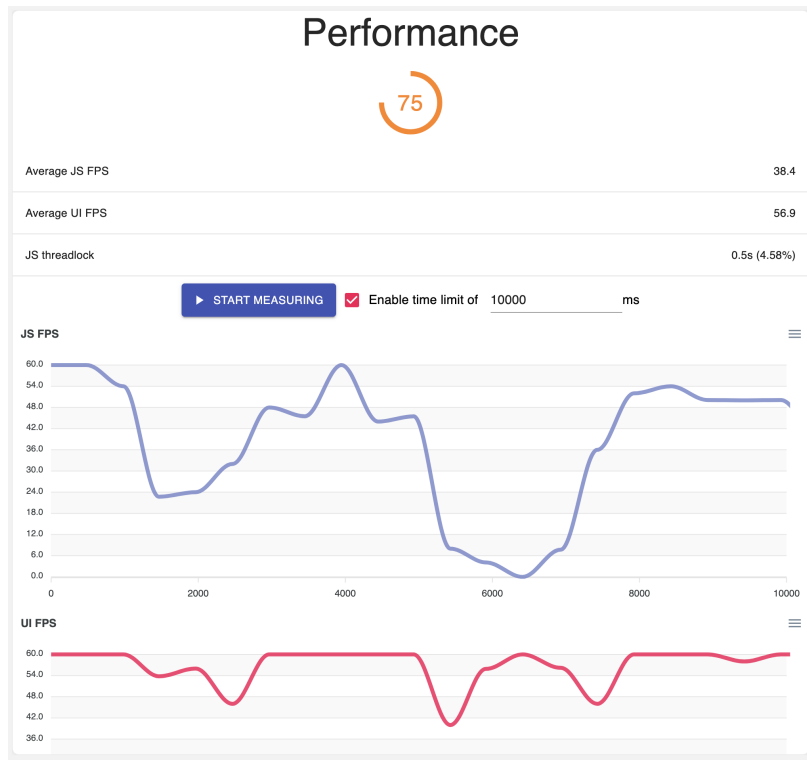 Performance
75
Average JS FPS 38.4
Average UI FPS 56.9
JS threadlock 0.5s (4.58%)
START MEASURING Enable time limit of 10000 ms
JS FPS
60.0
54.0
48.0
42.0
36.0
30.0
24.0
18.0
12.0
6.0
0.0
0 2000 4000 6000 8000 10000
UI FPS
60.0
54.0
48.0
42.0
36.0